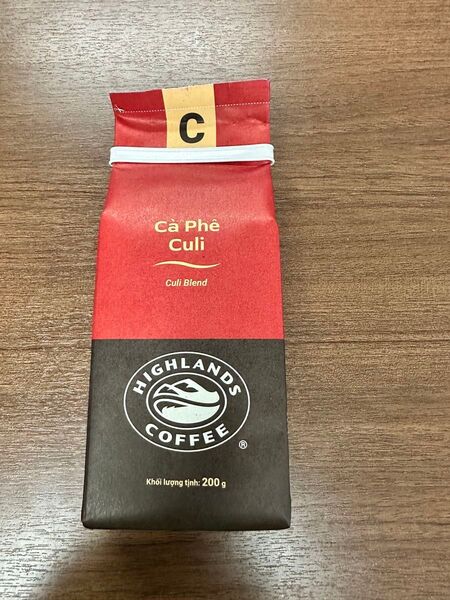 C
Cà Phê
Culi
Culi Blend
HIGHLANDS
COFFEE
®
Khối lượng tịnh: 200 g